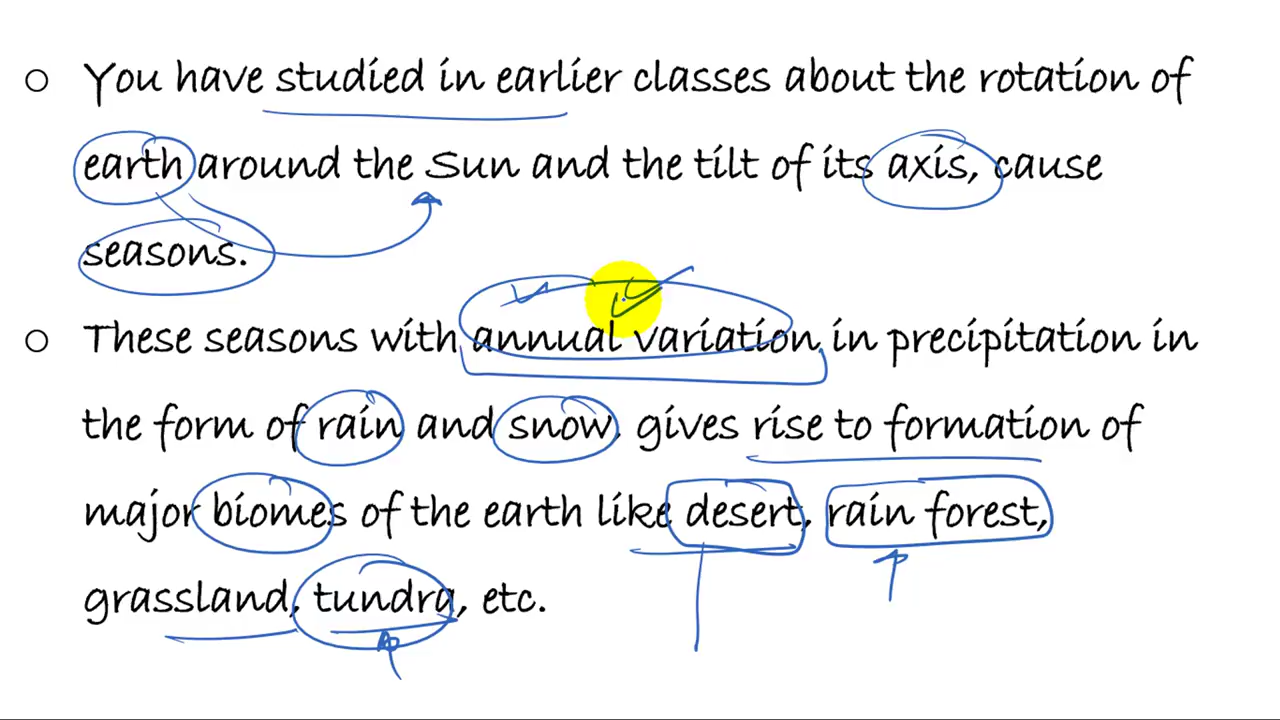 ○ You have studied in earlier classes about the rotation of
earth around the Sun and the tilt of its axis, cause
seasons.
○ These seasons with annual variation in precipitation in
the form of rain and snow, gives rise to formation of
major biomes of the earth like desert, rain forest,
grassland, tundra, etc.